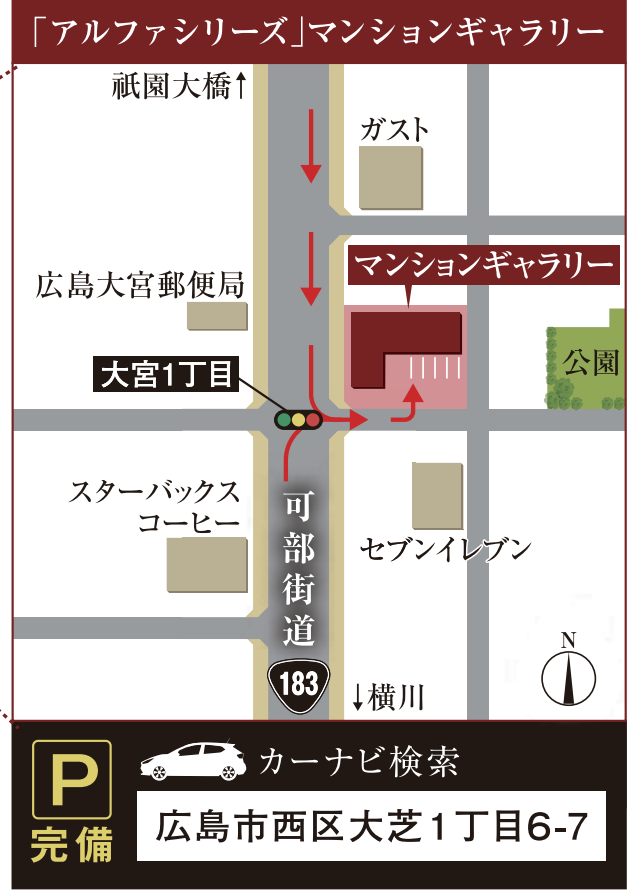 「アルファシリーズ」マンションギャラリー
祇園大橋↑
ガスト
マンションギャラリー
広島大宮郵便局
公園
大宮1丁目
スターバックス
コーヒー
可部街道
セブンイレブン
183
↓横川
N
P
完備
カーナビ検索
広島市西区大芝1丁目6-7